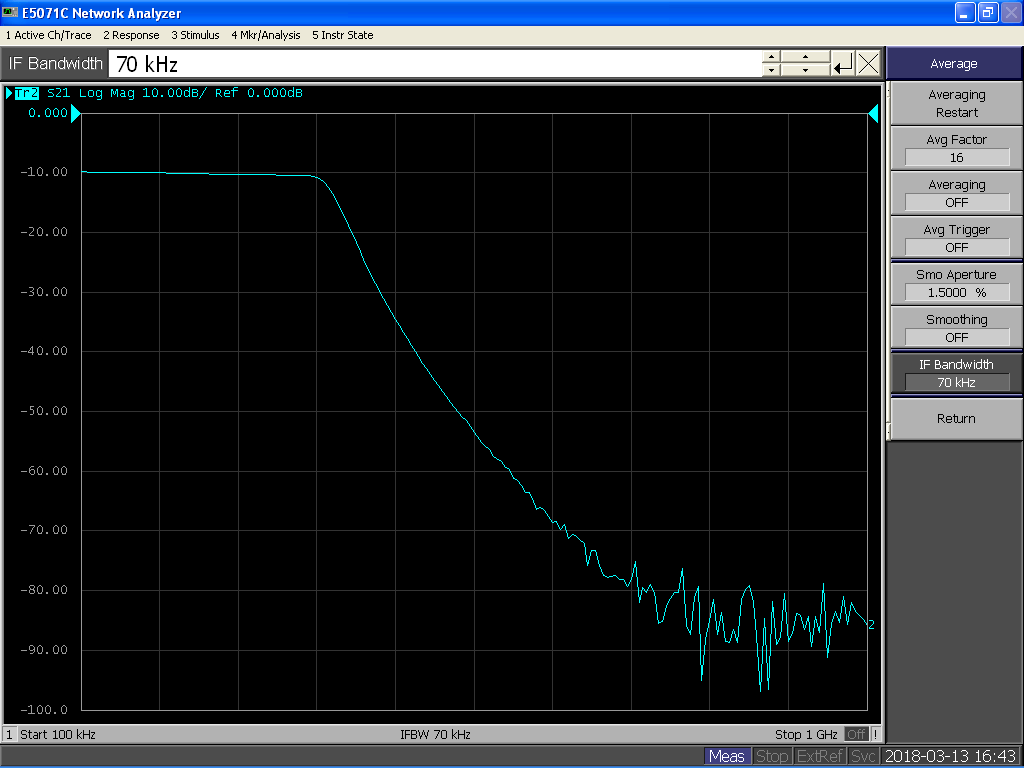 E5071C Network Analyzer
1 Active Ch/Trace 2 Response 3 Stimulus 4 Mkr/Analysis 5 Instr State
IF Bandwidth 70 kHz
Tr2 S21 Log Mag 10.00dB/ Ref 0.000dB
0.000
-10.00
-20.00
-30.00
-40.00
-50.00
-60.00
-70.00
-80.00
-90.00
-100.0
2
1 Start 100 kHz IFBW 70 kHz Stop 1 GHz Off !
Average
Averaging
Restart
Avg Factor
16
Averaging
OFF
Avg Trigger
OFF
Smo Aperture
1.5000 %
Smoothing
OFF
IF Bandwidth
70 kHz
Return
Meas Stop ExtRef Svc 2018-03-13 16:43